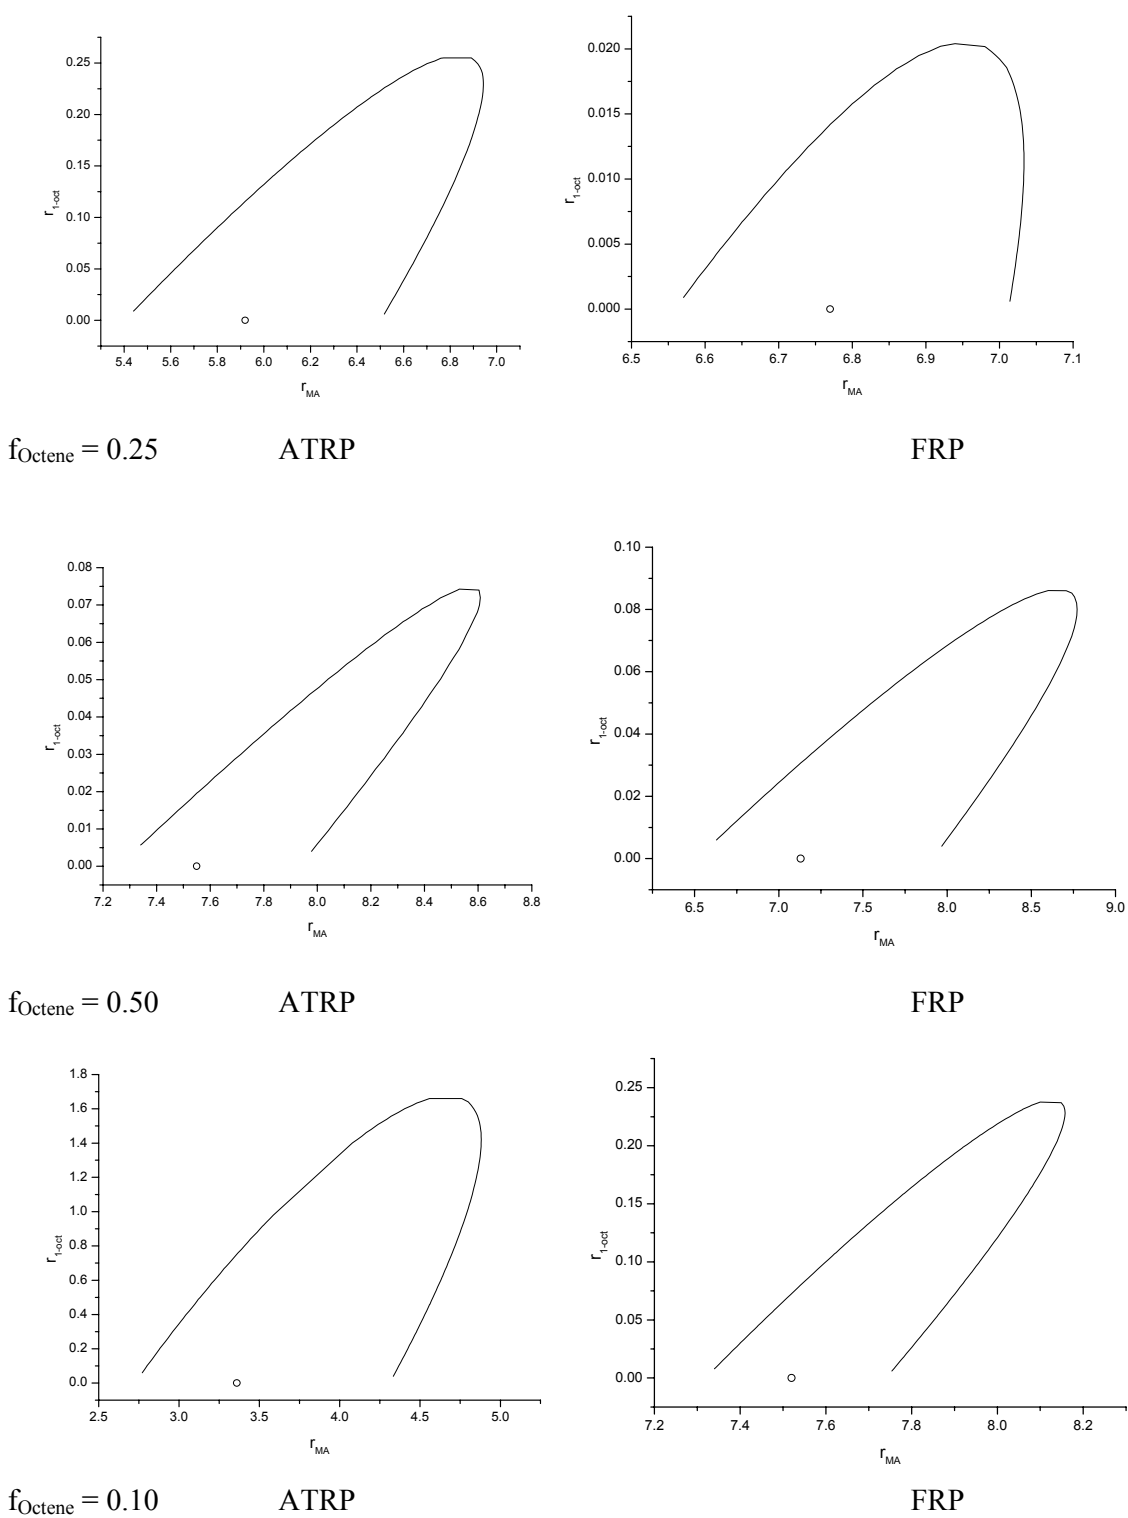 0.25
0.20
0.15
0.10
0.05
0.00
r1-oct
5.4 5.6 5.8 6.0 6.2 6.4 6.6 6.8 7.0
rMA
0.020
0.015
0.010
0.005
0.000
r1-oct
6.5 6.6 6.7 6.8 6.9 7.0 7.1
rMA
fOctene = 0.25 ATRP FRP
0.08
0.07
0.06
0.05
0.04
0.03
0.02
0.01
0.00
r1-oct
7.2 7.4 7.6 7.8 8.0 8.2 8.4 8.6 8.8
rMA
0.10
0.08
0.06
0.04
0.02
0.00
r1-oct
6.5 7.0 7.5 8.0 8.5 9.0
rMA
fOctene = 0.50 ATRP FRP
1.8
1.6
1.4
1.2
1.0
0.8
0.6
0.4
0.2
0.0
r1-oct
2.5 3.0 3.5 4.0 4.5 5.0
rMA
0.25
0.20
0.15
0.10
0.05
0.00
r1-oct
7.2 7.4 7.6 7.8 8.0 8.2
rMA
fOctene = 0.10 ATRP FRP